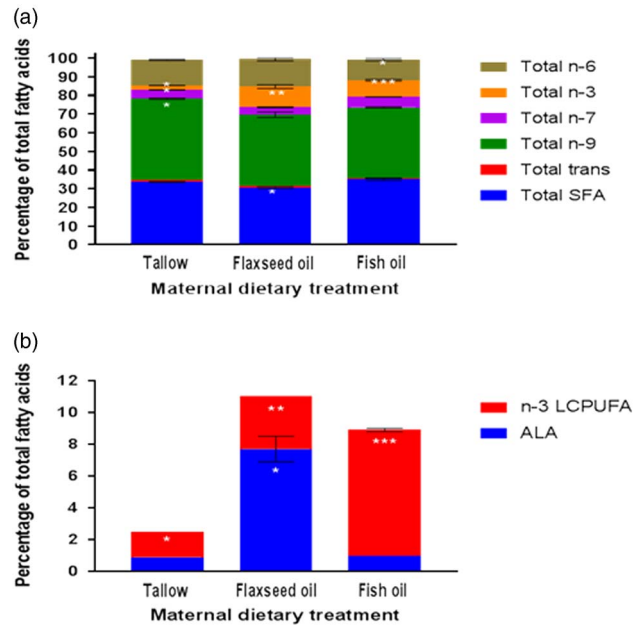 (a)
Percentage of total fatty acids
100
90
80
70
60
50
40
30
20
10
0
*
*
*
**
*
*
***
Tallow Flaxseed oil Fish oil
Maternal dietary treatment
Total n-6
Total n-3
Total n-7
Total n-9
Total trans
Total SFA
(b)
Percentage of total fatty acids
12
10
8
6
4
2
0
*
**
*
***
Tallow Flaxseed oil Fish oil
Maternal dietary treatment
n-3 LCPUFA
ALA